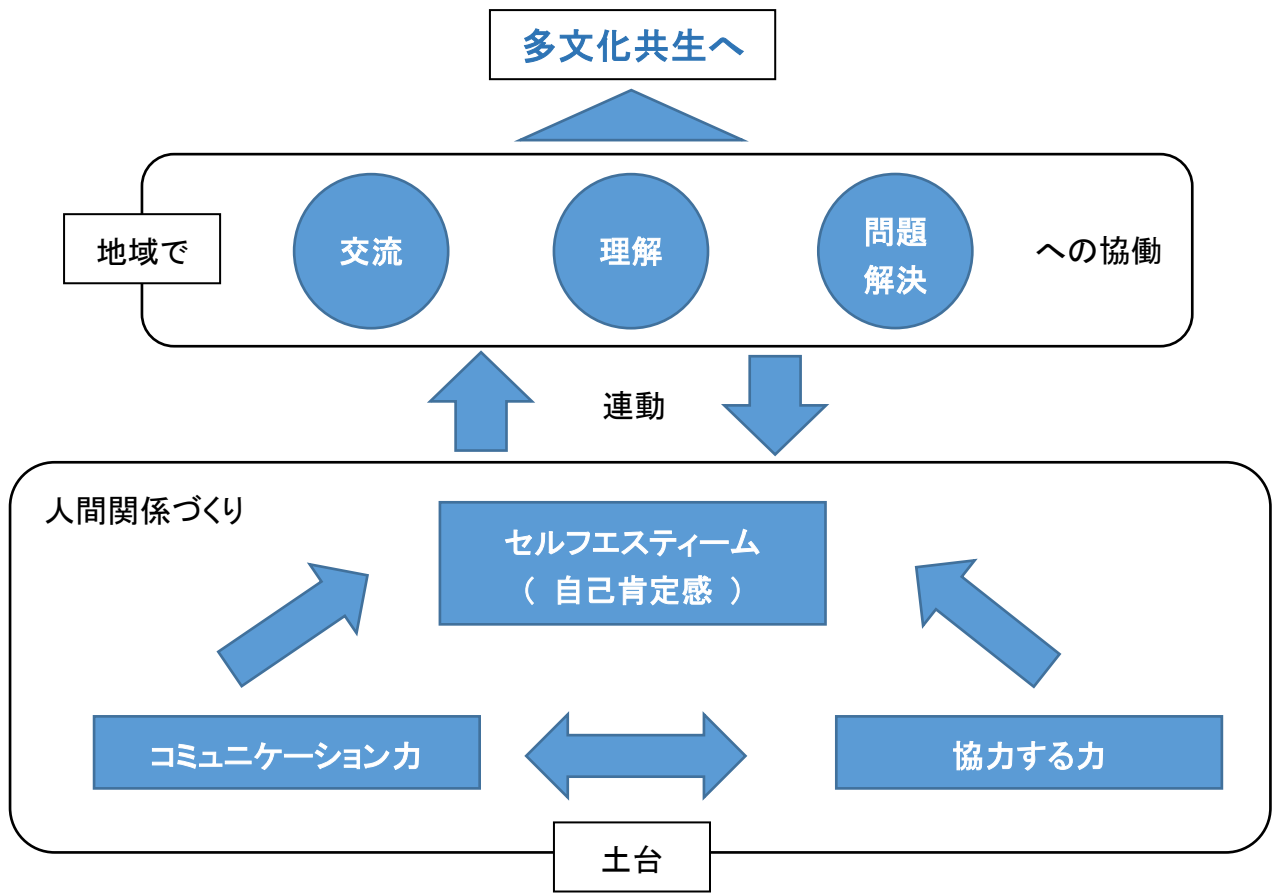 多文化共生へ
地域で
交流
理解
問題
解決
への協働
連動
人間関係づくり
セルフエスティーム
（ 自己肯定感 ）
コミュニケーション力
協力する力
土台